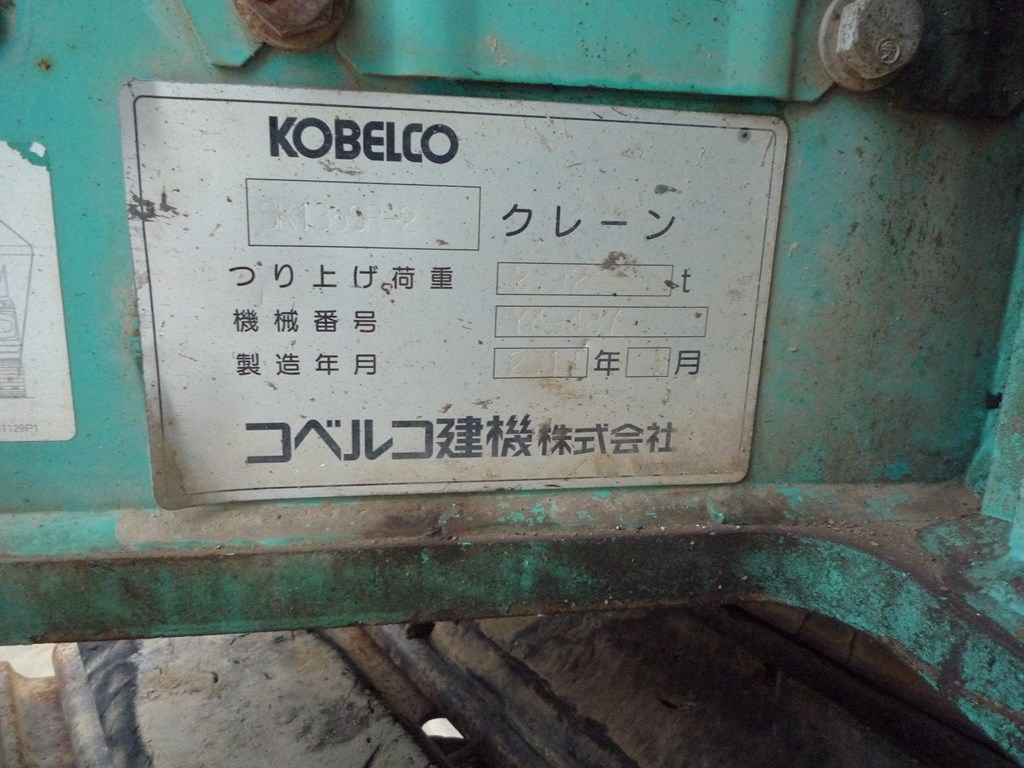 KOBELCO
クレーン
つり上げ荷重 t
機械番号
製造年月 年 月
コベルコ建機株式会社
1129P1